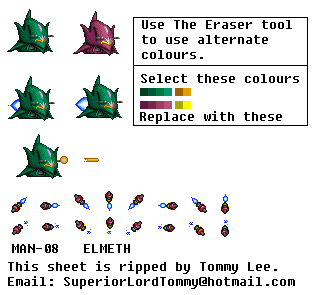 Use The Eraser tool
to use alternate
colours.
Select these colours
Replace with these
MAN-08 ELMETH
This sheet is ripped by Tommy Lee.
Email: SuperiorLordTommy@hotmail.com